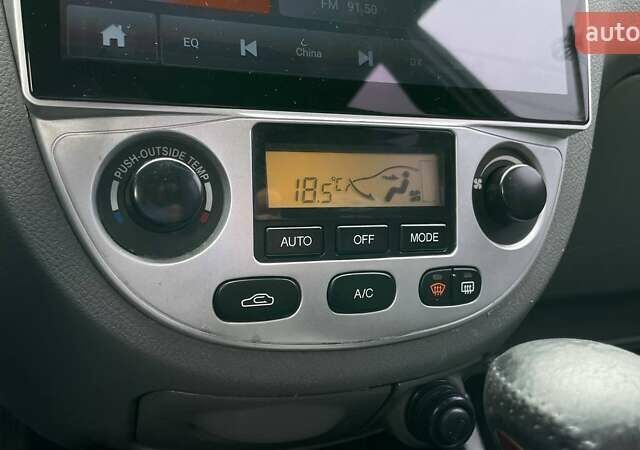 FM 91.50
auto
EQ
China
PUSH-OUTSIDE TEMP
18.5°C
AUTO
OFF
MODE
A/C